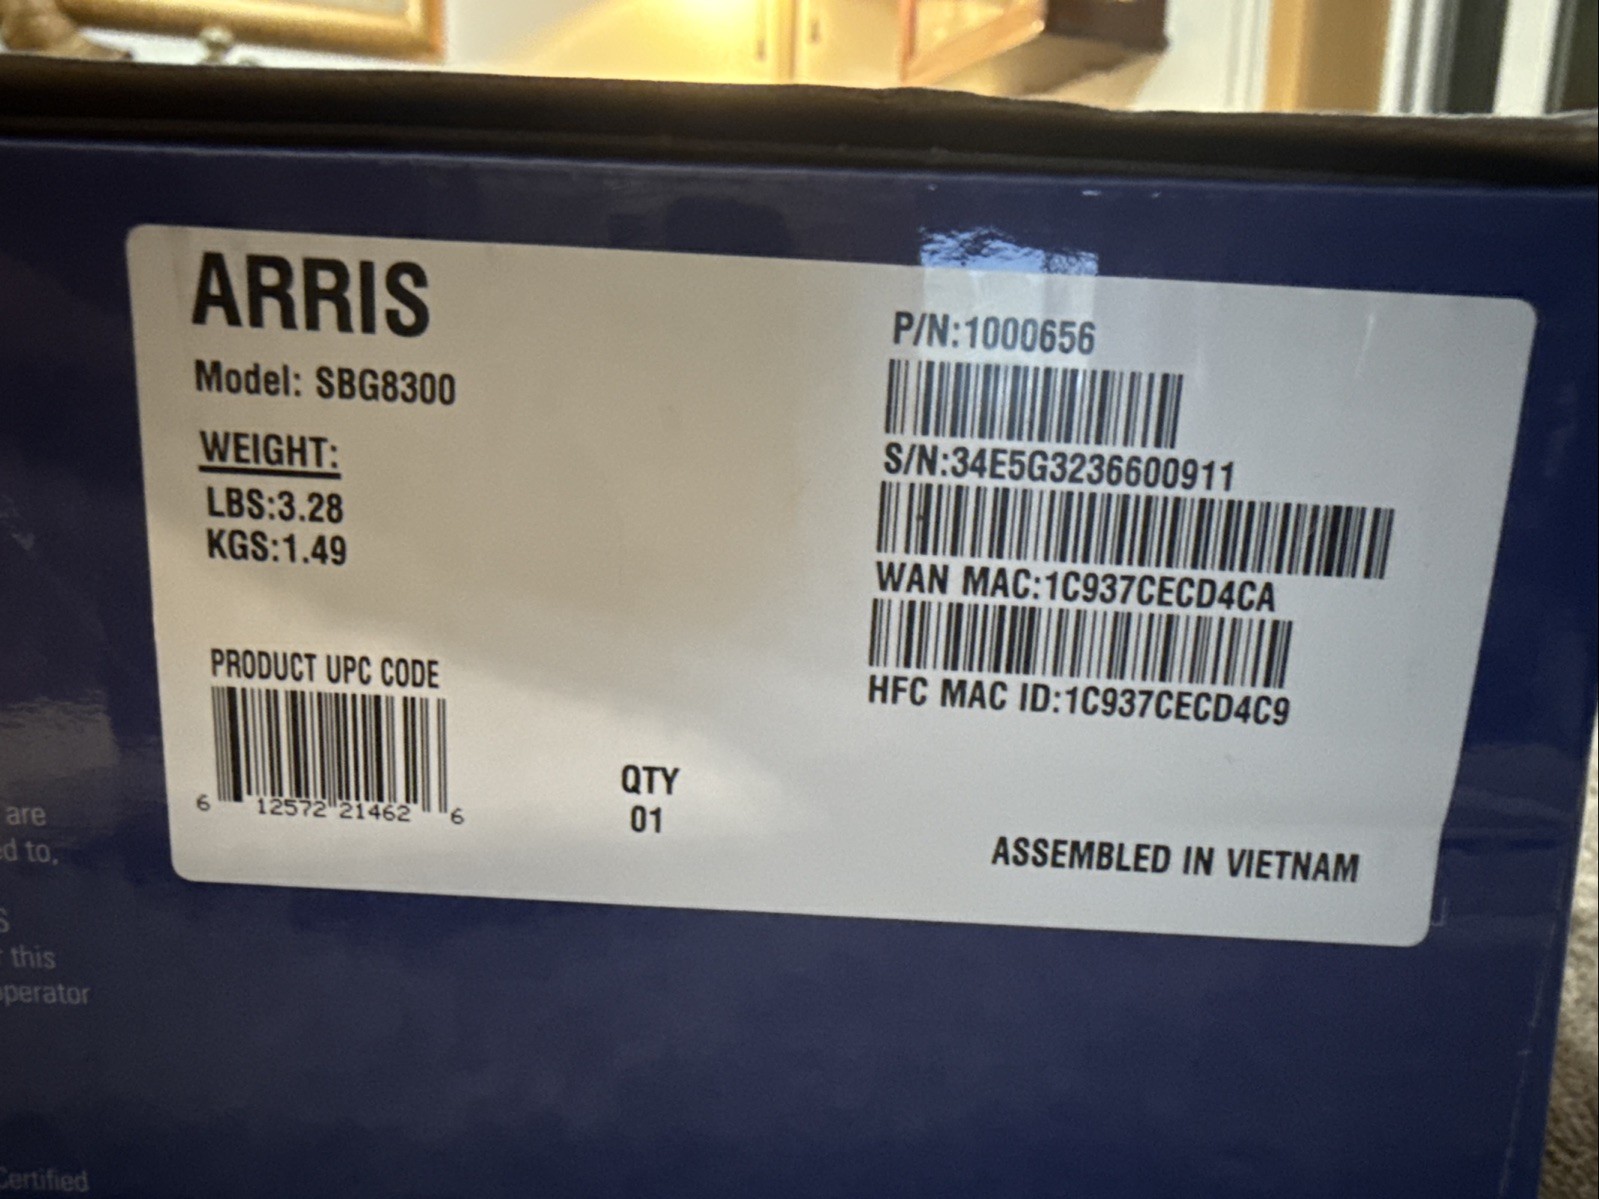 ARRIS
Model: SBG8300
WEIGHT:
LBS:3.28
KGS:1.49
PRODUCT UPC CODE
6 12572 21462 6
QTY
01
P/N:1000656
S/N:34E5G3236600911
WAN MAC:1C937CECD4CA
HFC MAC ID:1C937CECD4C9
ASSEMBLED IN VIETNAM
are
to,
this
operator
Certified